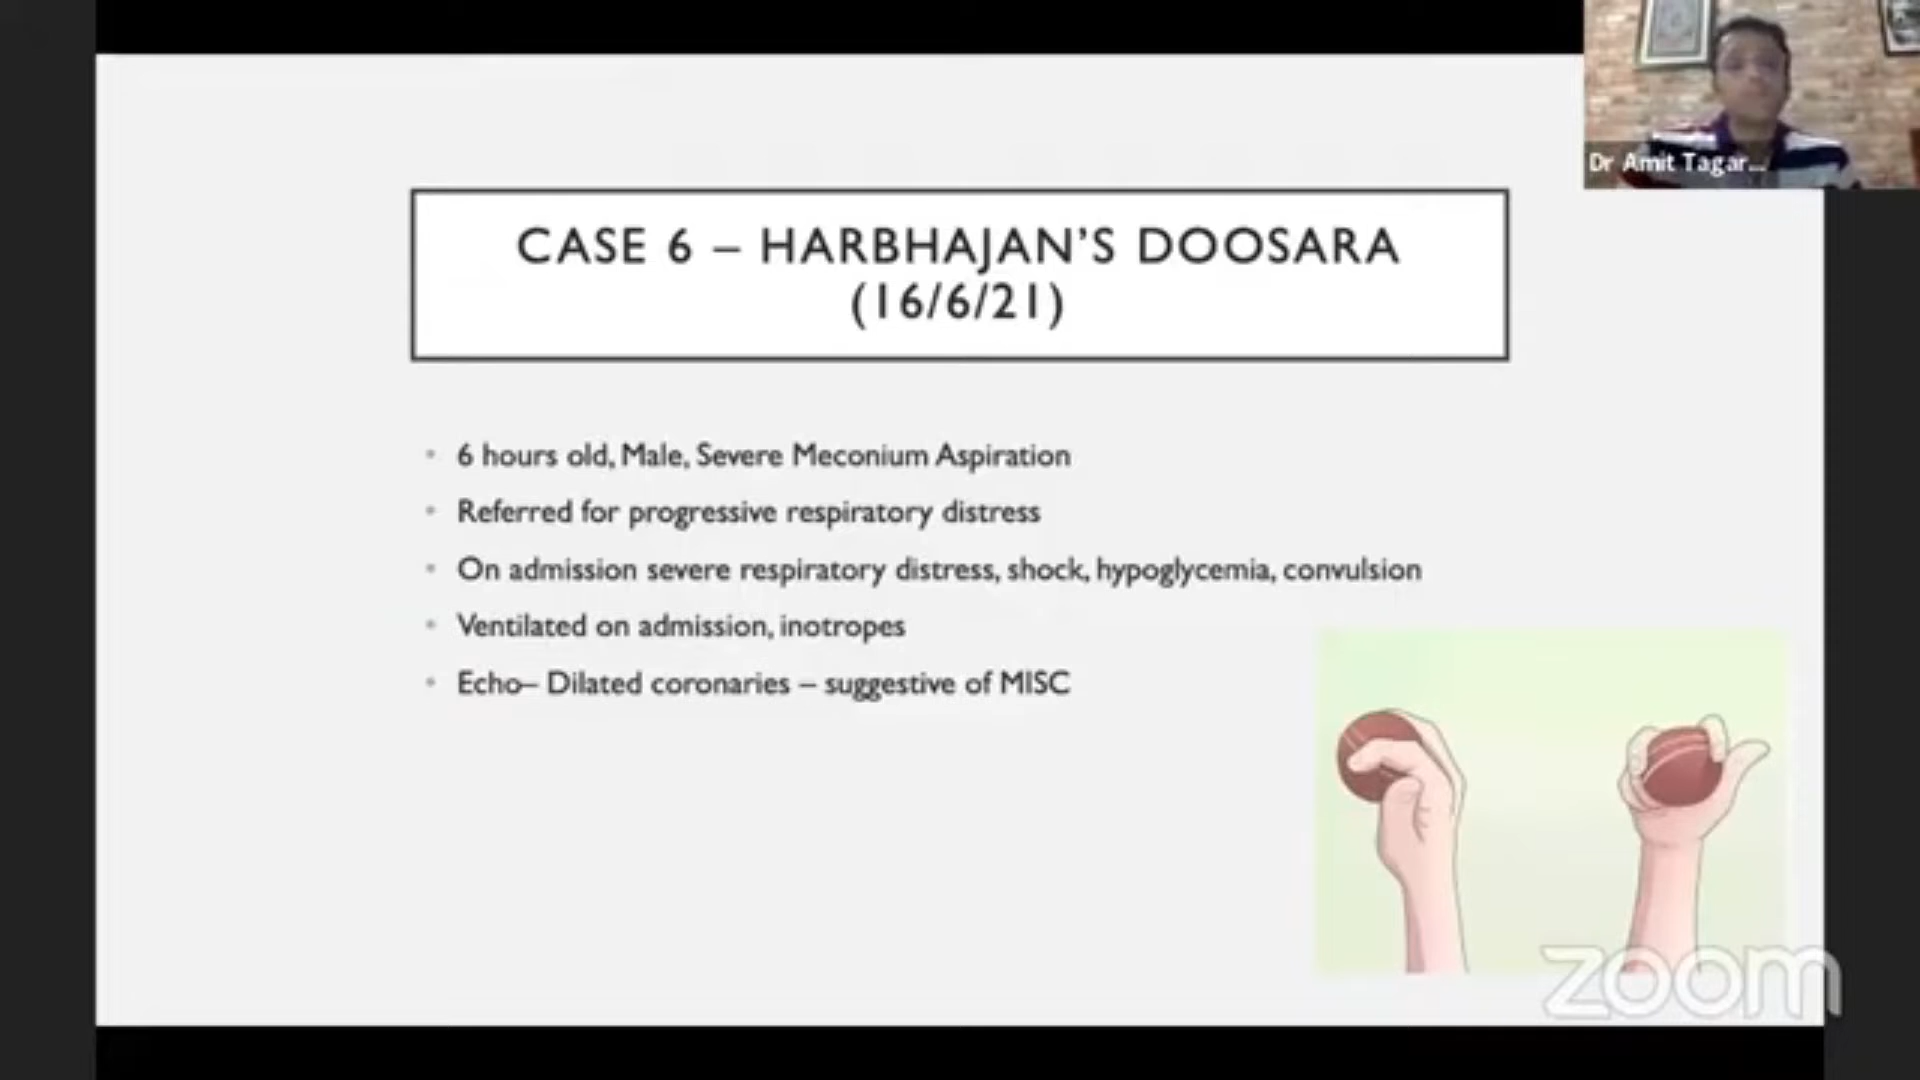 Dr Amit Tagar...
CASE 6 – HARBHAJAN'S DOOSARA
(16/6/21)
• 6 hours old, Male, Severe Meconium Aspiration
• Referred for progressive respiratory distress
• On admission severe respiratory distress, shock, hypoglycemia, convulsion
• Ventilated on admission, inotropes
• Echo– Dilated coronaries – suggestive of MISC
zoom